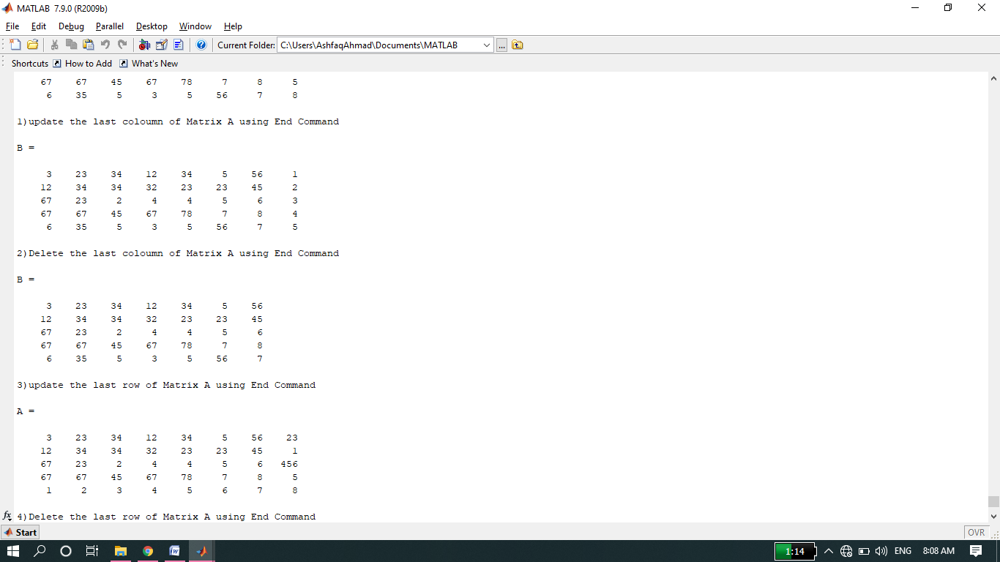 MATLAB 7.9.0 (R2009b)
File Edit Debug Parallel Desktop Window Help
Current Folder: C:\Users\AshfaqAhmad\Documents\MATLAB ...
Shortcuts How to Add What's New
67 67 45 67 78 7 8 5
6 35 5 3 5 56 7 8
1)update the last coloumn of Matrix A using End Command
B =
3 23 34 12 34 5 56 1
12 34 34 32 23 23 45 2
67 23 2 4 4 5 6 3
67 67 45 67 78 7 8 4
6 35 5 3 5 56 7 5
2)Delete the last coloumn of Matrix A using End Command
B =
3 23 34 12 34 5 56
12 34 34 32 23 23 45
67 23 2 4 4 5 6
67 67 45 67 78 7 8
6 35 5 3 5 56 7
3)update the last row of Matrix A using End Command
A =
3 23 34 12 34 5 56 23
12 34 34 32 23 23 45 1
67 23 2 4 4 5 6 456
67 67 45 67 78 7 8 5
1 2 3 4 5 6 7 8
fx 4)Delete the last row of Matrix A using End Command
Start OVR
1:14 ENG 8:08 AM